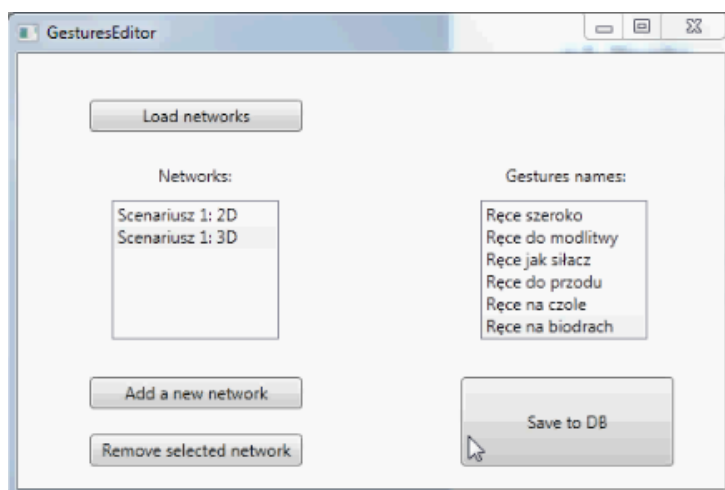 GesturesEditor
Load networks
Networks:
Scenariusz 1: 2D
Scenariusz 1: 3D
Gestures names:
Ręce szeroko
Ręce do modlitwy
Ręce jak siłacz
Ręce do przodu
Ręce na czole
Ręce na biodrach
Add a new network
Remove selected network
Save to DB